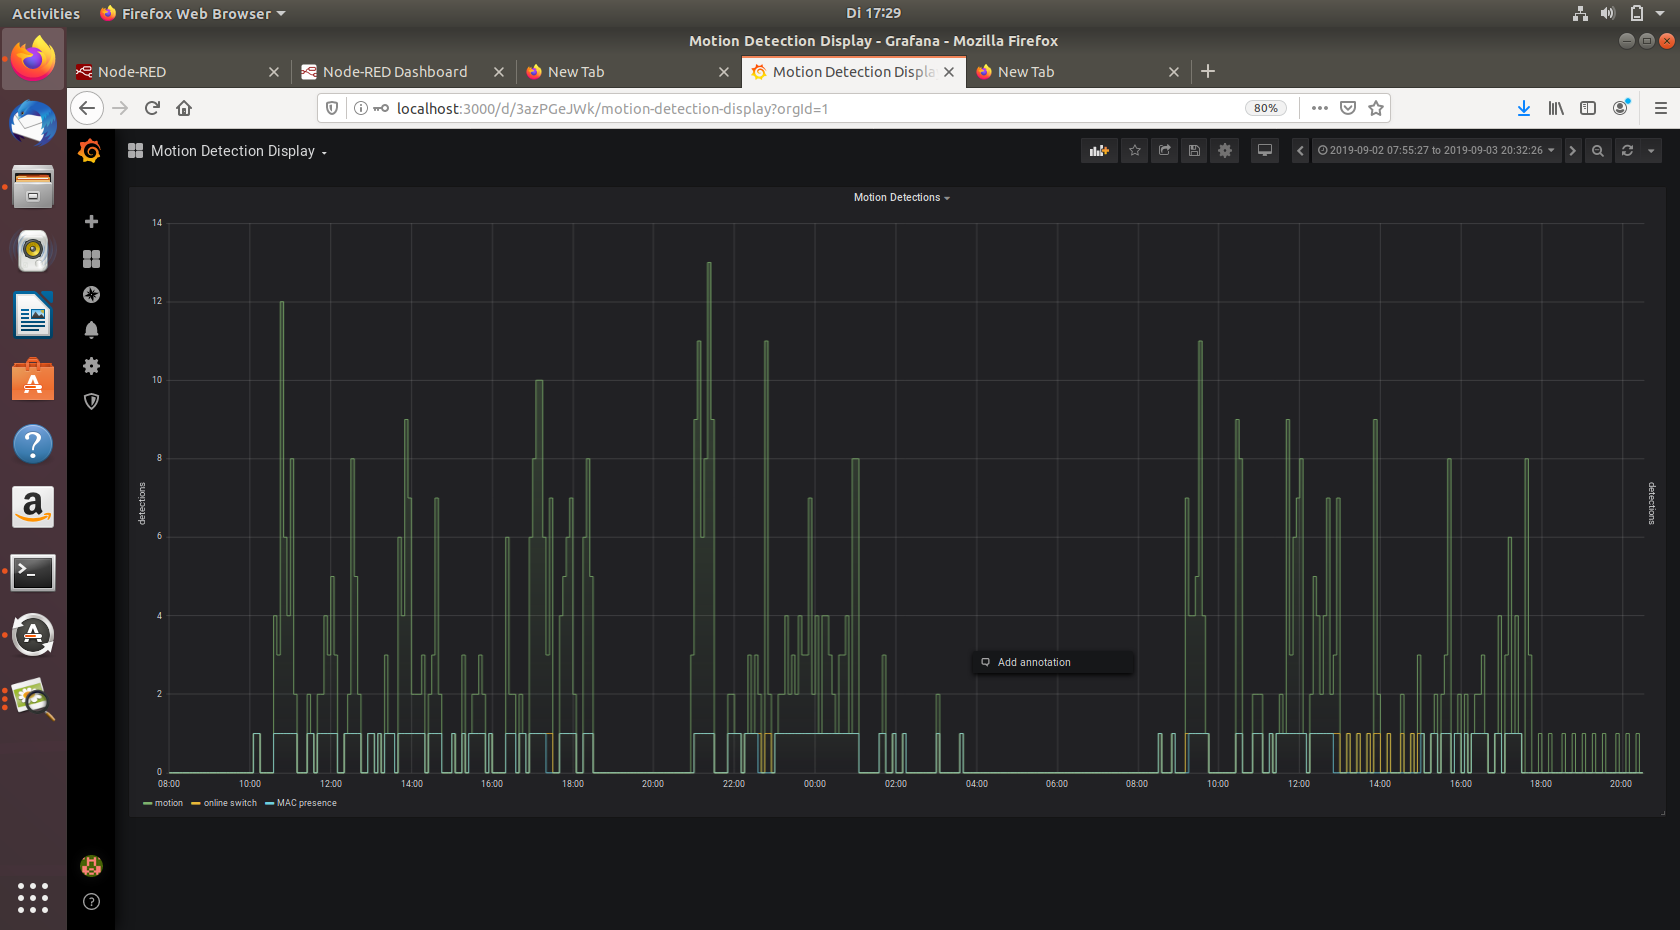 Activities Firefox Web Browser Di 17:29
Motion Detection Display - Grafana - Mozilla Firefox
Node-RED Node-RED Dashboard New Tab Motion Detection Displa New Tab
localhost:3000/d/3azPGeJWk/motion-detection-display?orgId=1 80%
Motion Detection Display 2019-09-02 07:55:27 to 2019-09-03 20:32:26
Motion Detections
14
12
10
8
6
4
2
0
detections
detections
Add annotation
08:00 10:00 12:00 14:00 16:00 18:00 20:00 22:00 00:00 02:00 04:00 06:00 08:00 10:00 12:00 14:00 16:00 18:00 20:00
motion online switch MAC presence